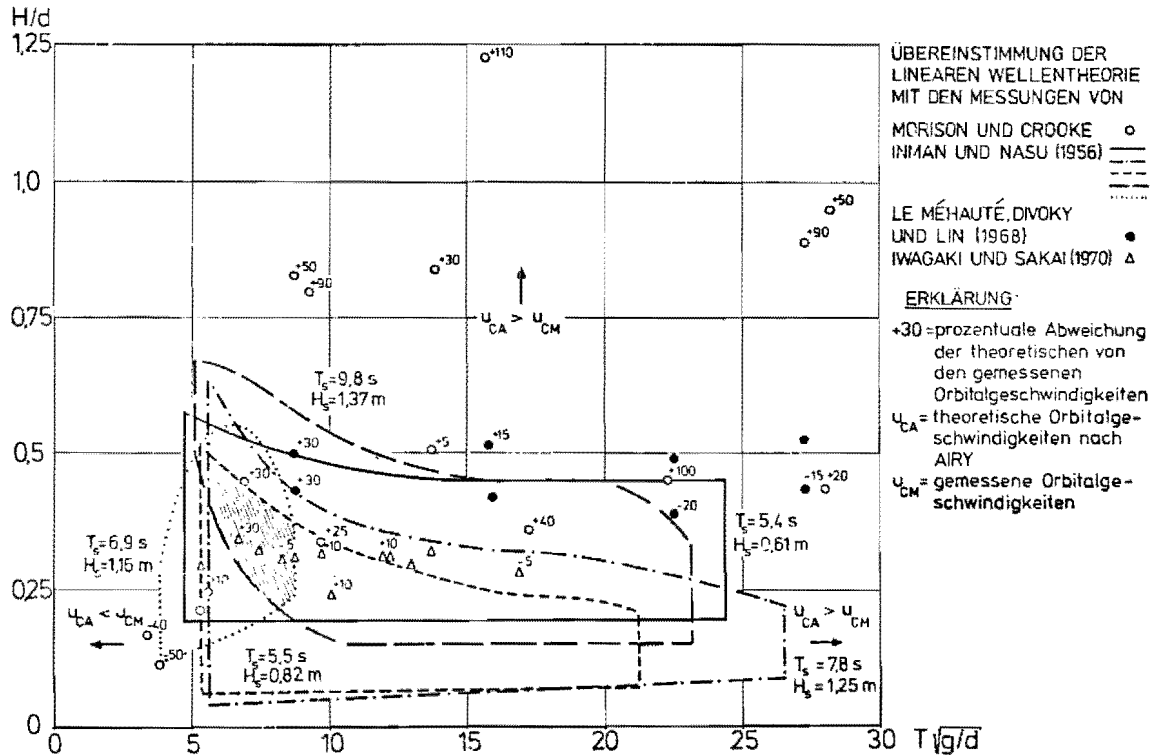 H/d
1,25
1,0
0,75
0,5
0,25
0
0
5
10
15
20
25
30
T√g/d
+110
+50
+90
+30
+50
+90
u_CA > u_CM
T_s=9,8 s
H_s=1,37 m
+30
+5
+15
+30
+30
+100
-15
+20
-20
+40
+30
-5
+25
+10
+10
-5
+10
+10
T_s=6,9 s
H_s=1,15 m
T_s=5,4 s
H_s=0,61 m
u_CA < u_CM
-40
-50
T_s=5,5 s
H_s=0,82 m
u_CA > u_CM
T_s=7,8 s
H_s=1,25 m
ÜBEREINSTIMMUNG DER
LINEAREN WELLENTHEORIE
MIT DEN MESSUNGEN VON
MORISON UND CROOKE
INMAN UND NASU (1956)
LE MÉHAUTÉ, DIVOKY
UND LIN (1968)
IWAGAKI UND SAKAI (1970)
ERKLÄRUNG:
+30 = prozentuale Abweichung
der theoretischen von
den gemessenen
Orbitalgeschwindigkeiten
u_CA = theoretische Orbitalge-
schwindigkeiten nach
AIRY
u_CM = gemessene Orbitalge-
schwindigkeiten